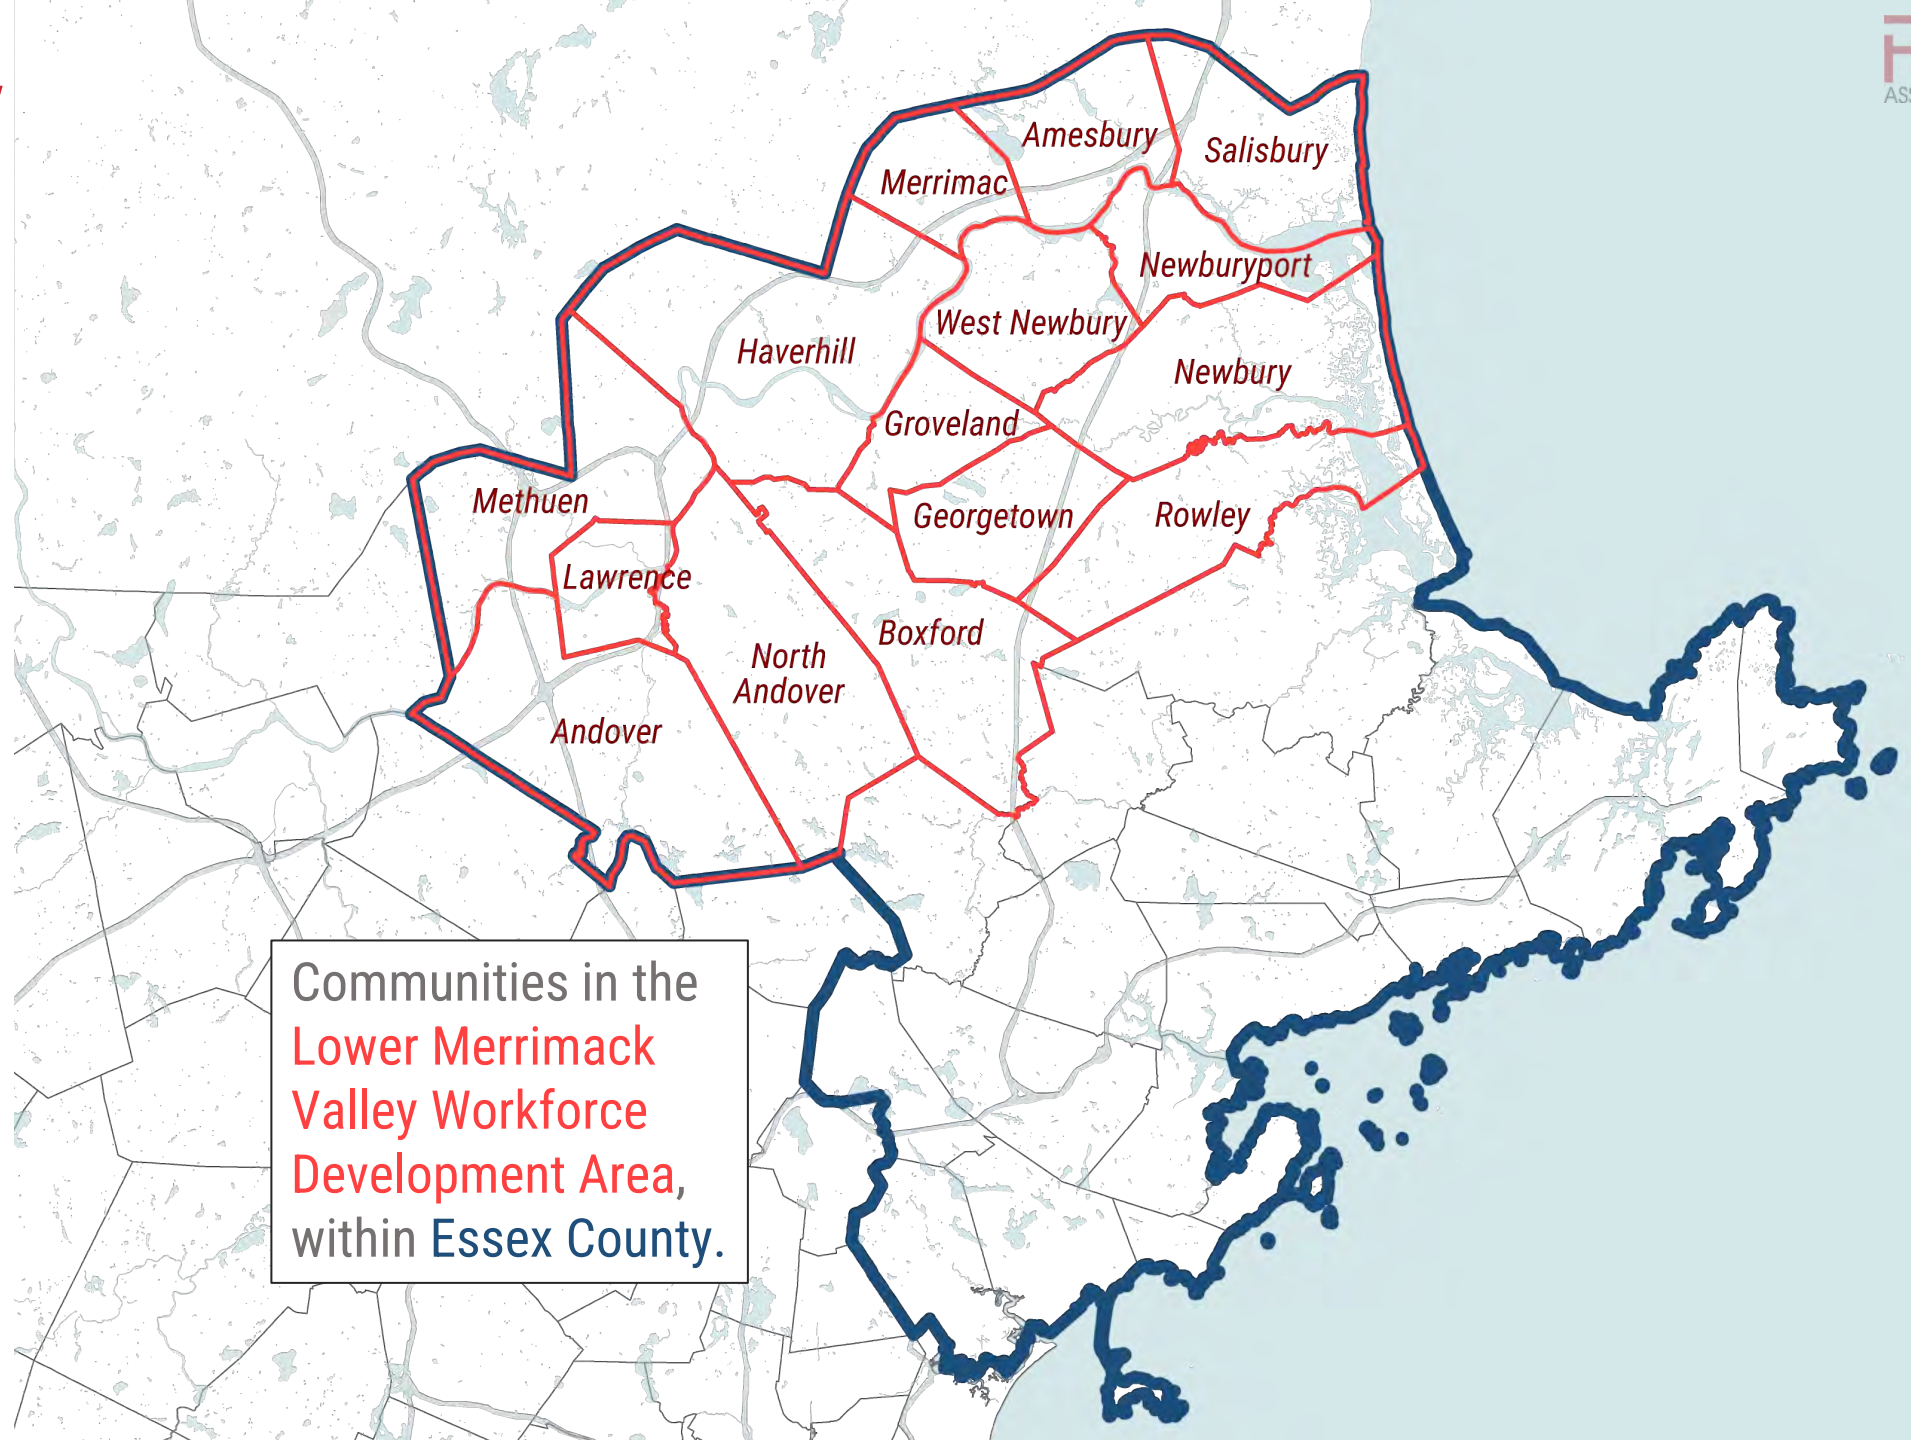 ASS
Amesbury
Salisbury
Merrimac
Newburyport
West Newbury
Haverhill
Newbury
Groveland
Methuen
Georgetown
Rowley
Lawrence
Boxford
North
Andover
Andover
Communities in the
Lower Merrimack
Valley Workforce
Development Area,
within Essex County.